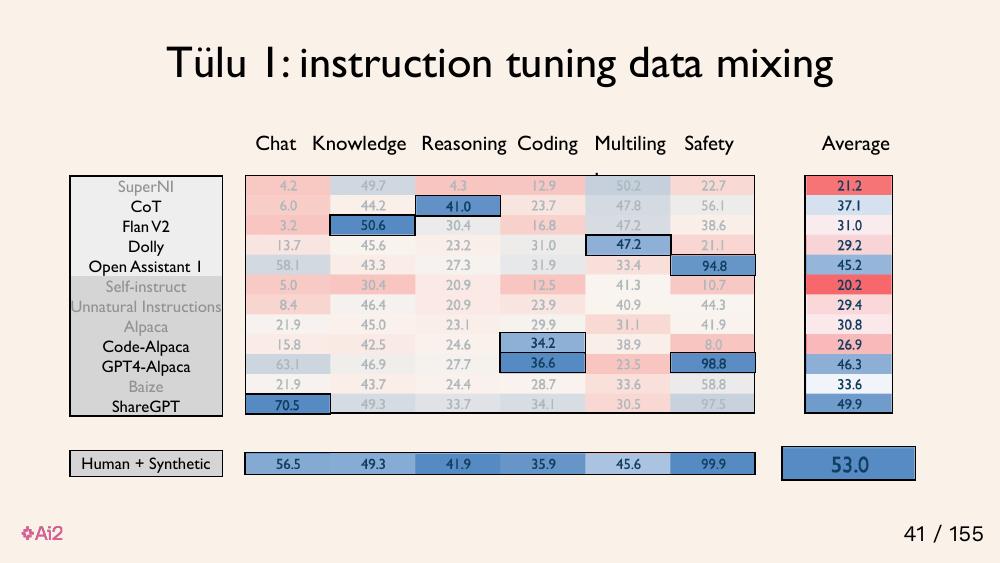 Tülu 1: instruction tuning data mixing
Chat Knowledge Reasoning Coding Multiling Safety Average
SuperNI 4.2 49.7 4.3 12.9 50.2 22.7 21.2
CoT 6.0 44.2 41.0 23.7 47.8 56.1 37.1
Flan V2 3.2 50.6 30.4 16.8 47.2 38.6 31.0
Dolly 13.7 45.6 23.2 31.0 47.2 21.1 29.2
Open Assistant 1 58.1 43.3 27.3 31.9 33.4 94.8 45.2
Self-instruct 5.0 30.4 20.9 12.5 41.3 10.7 20.2
Unnatural Instructions 8.4 46.4 20.9 23.9 40.9 44.3 29.4
Alpaca 21.9 45.0 23.1 29.9 31.1 41.9 30.8
Code-Alpaca 15.8 42.5 24.6 34.2 38.9 8.0 26.9
GPT4-Alpaca 63.1 46.9 27.7 36.6 23.5 98.8 46.3
Baize 21.9 43.7 24.4 28.7 33.6 58.8 33.6
ShareGPT 70.5 49.3 33.7 34.1 30.5 97.5 49.9
Human + Synthetic 56.5 49.3 41.9 35.9 45.6 99.9 53.0
Ai2
41 / 155